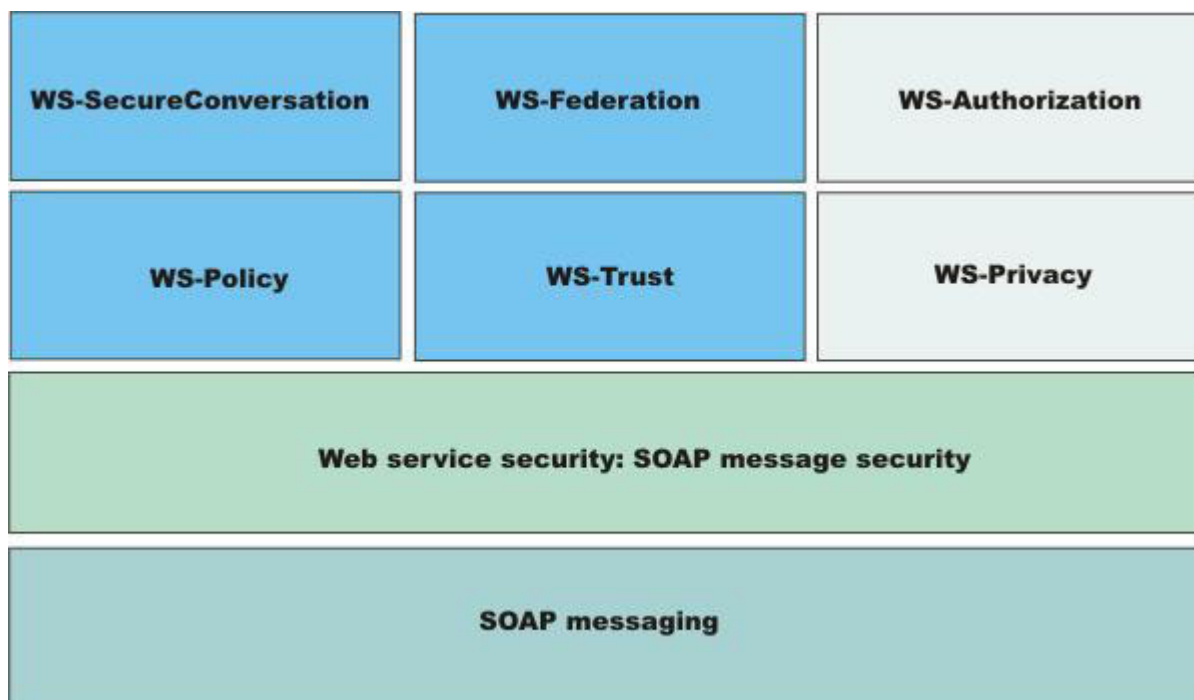 WS-SecureConversation
WS-Federation
WS-Authorization
WS-Policy
WS-Trust
WS-Privacy
Web service security: SOAP message security
SOAP messaging